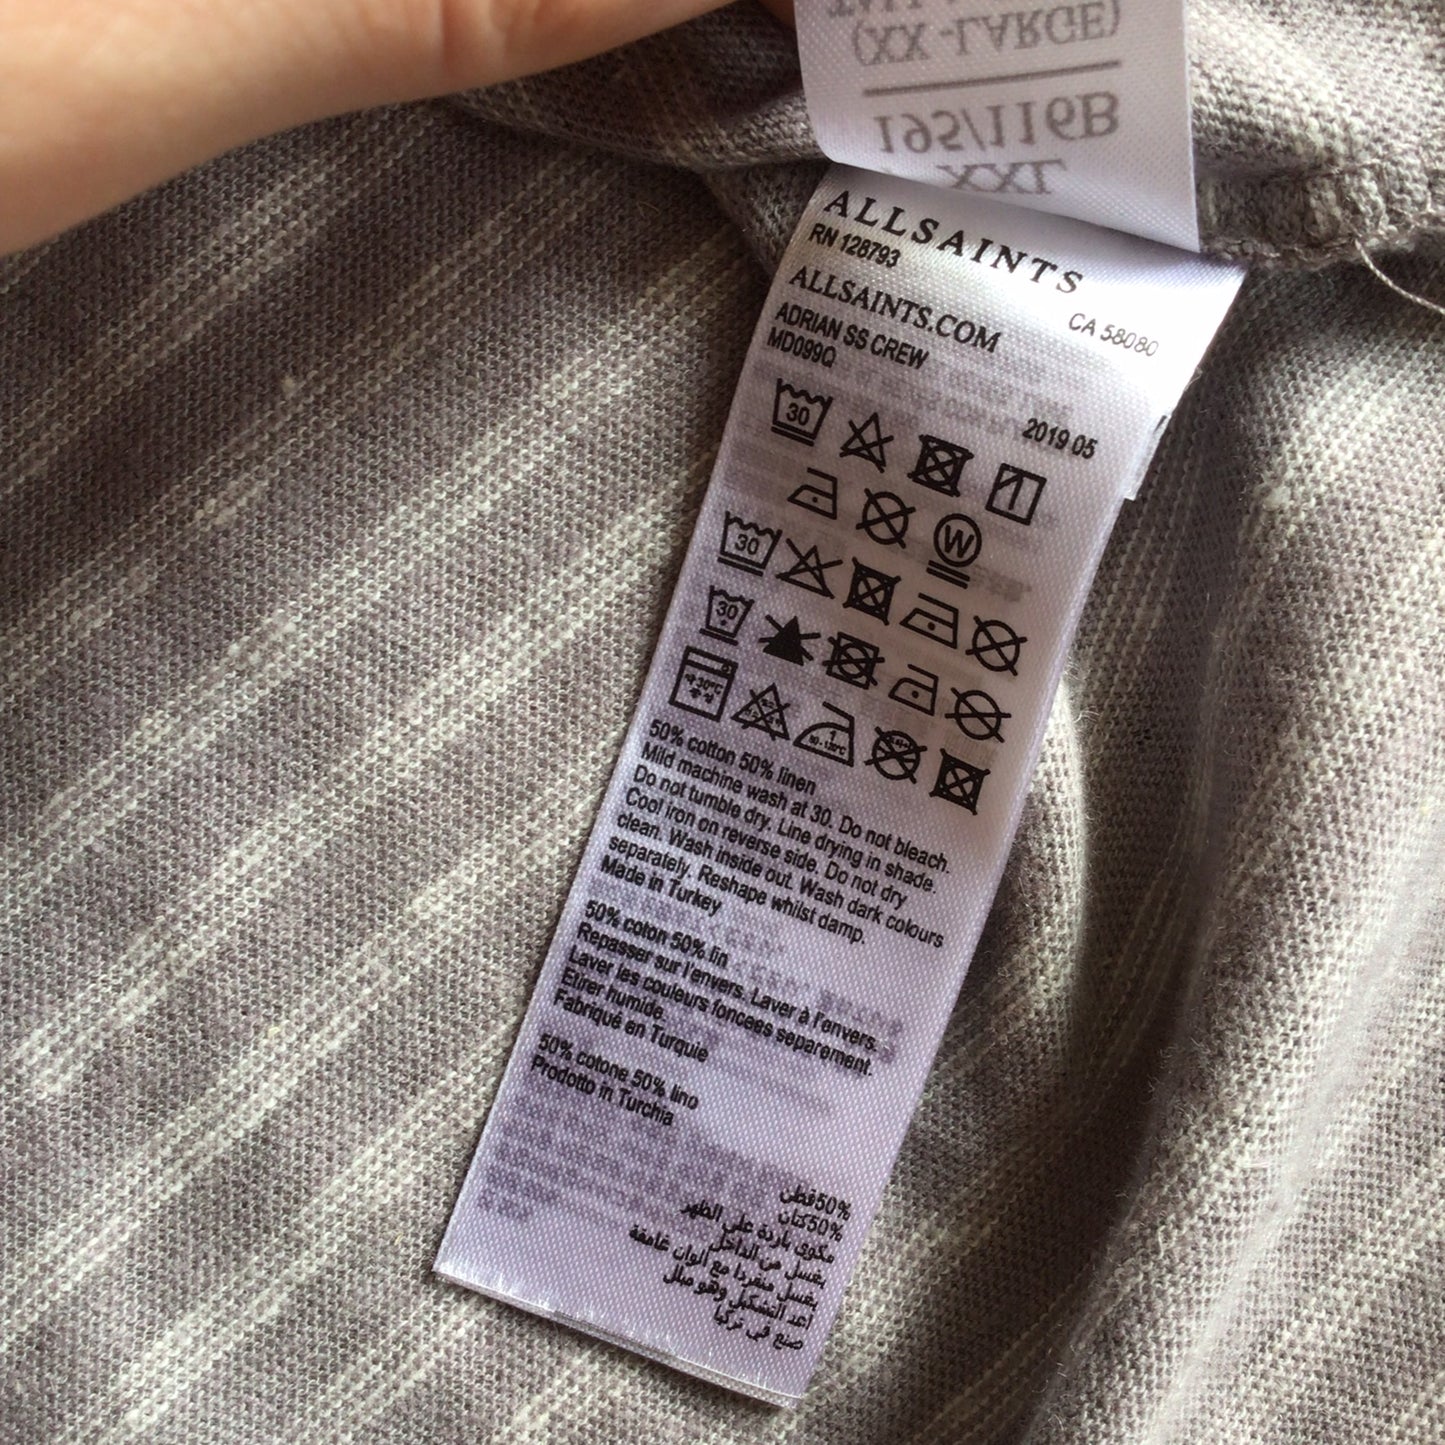 (XX-LARGE)
195/116B
XXL
ALLSAINTS
RN 128793
CA 58080
ALLSAINTS.COM
ADRIAN SS CREW
MD099Q
2019 05
30
W
30
30
50% cotton 50% linen
Mild machine wash at 30. Do not bleach.
Do not tumble dry. Line drying in shade.
Cool iron on reverse side. Do not dry
clean. Wash inside out. Wash dark colours
separately. Reshape whilst damp.
Made in Turkey
50% coton 50% lin
Repasser sur l'envers. Laver à l'envers.
Laver les couleurs foncées separement.
Etirer humide.
Fabriqué en Turquie
50% cotone 50% lino
Prodotto in Turchia
50%قطن
50%كتان
مكوى باردة على الظهر
يغسل من الداخل
يغسل منفردا مع الوان غامقة
اعد التشكيل وهو مبلل
صنع في تركيا